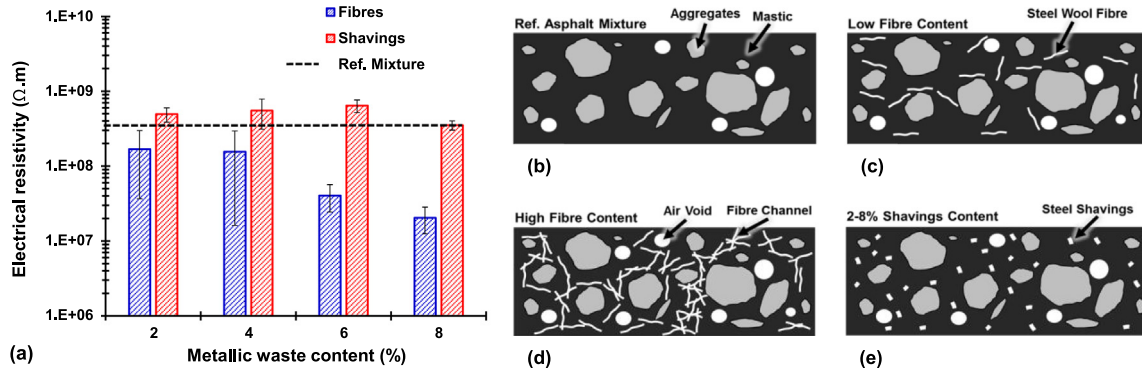 1.E+10
1.E+09
1.E+08
1.E+07
1.E+06
Electrical resistivity (Ω.m)
Fibres
Shavings
Ref. Mixture
2 4 6 8
Metallic waste content (%)
(a)
Ref. Asphalt Mixture
Aggregates
Mastic
(b)
Low Fibre Content
Steel Wool Fibre
(c)
High Fibre Content
Air Void
Fibre Channel
(d)
2-8% Shavings Content
Steel Shavings
(e)